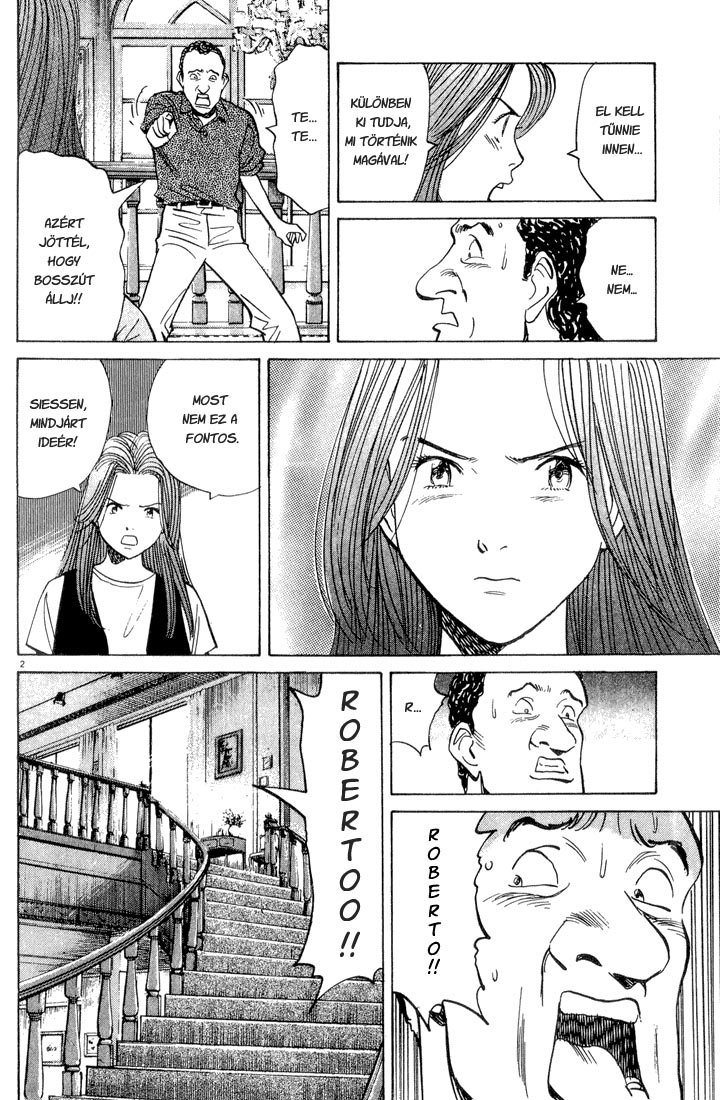 EL KELL
TŰNNIE
INNEN...
KÜLÖNBEN
KI TUDJA,
MI TÖRTÉNIK
MAGÁVAL!
NE...
NEM...
TE...
TE...
AZÉRT
JÖTTÉL,
HOGY
BOSSZÚT
ÁLLJ!!
MOST
NEM EZ A
FONTOS.
SIESSEN,
MINDJÁRT
IDEÉR!
2
R...
ROBERTO!!
ROBERTOO!!